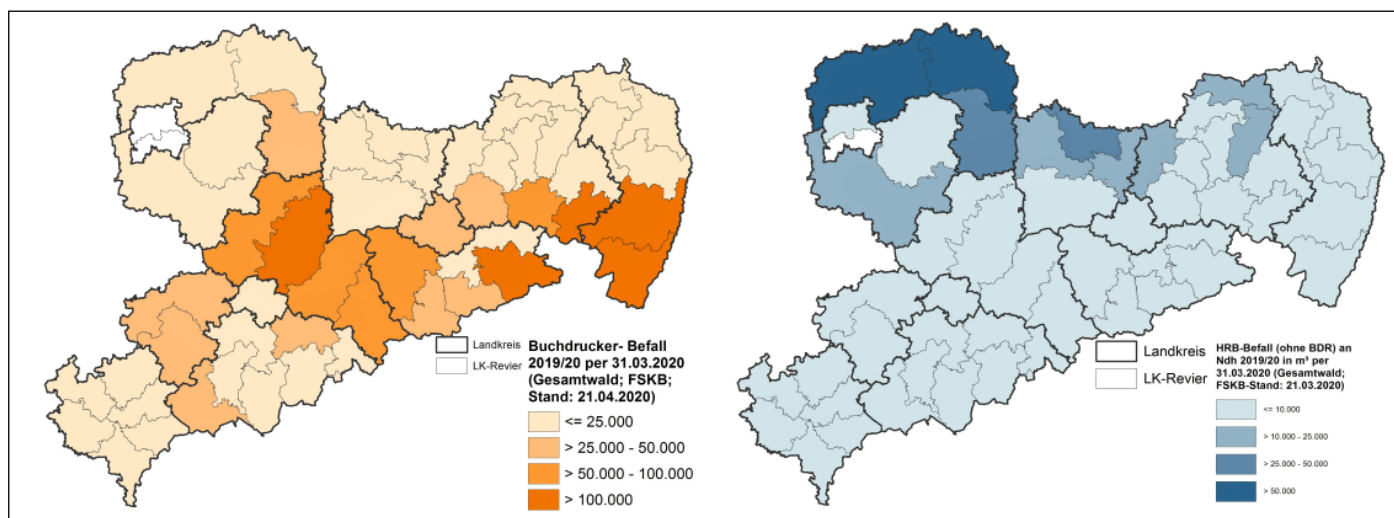 Landkreis
LK-Revier
Buchdrucker- Befall
2019/20 per 31.03.2020
(Gesamtwald; FSKB;
Stand: 21.04.2020)
<= 25.000
> 25.000 - 50.000
> 50.000 - 100.000
> 100.000
Landkreis
LK-Revier
HRB-Befall (ohne BDR) an
Ndh 2019/20 in m³ per
31.03.2020 (Gesamtwald;
FSKB-Stand: 21.03.2020)
<= 10.000
> 10.000 - 25.000
> 25.000 - 50.000
> 50.000